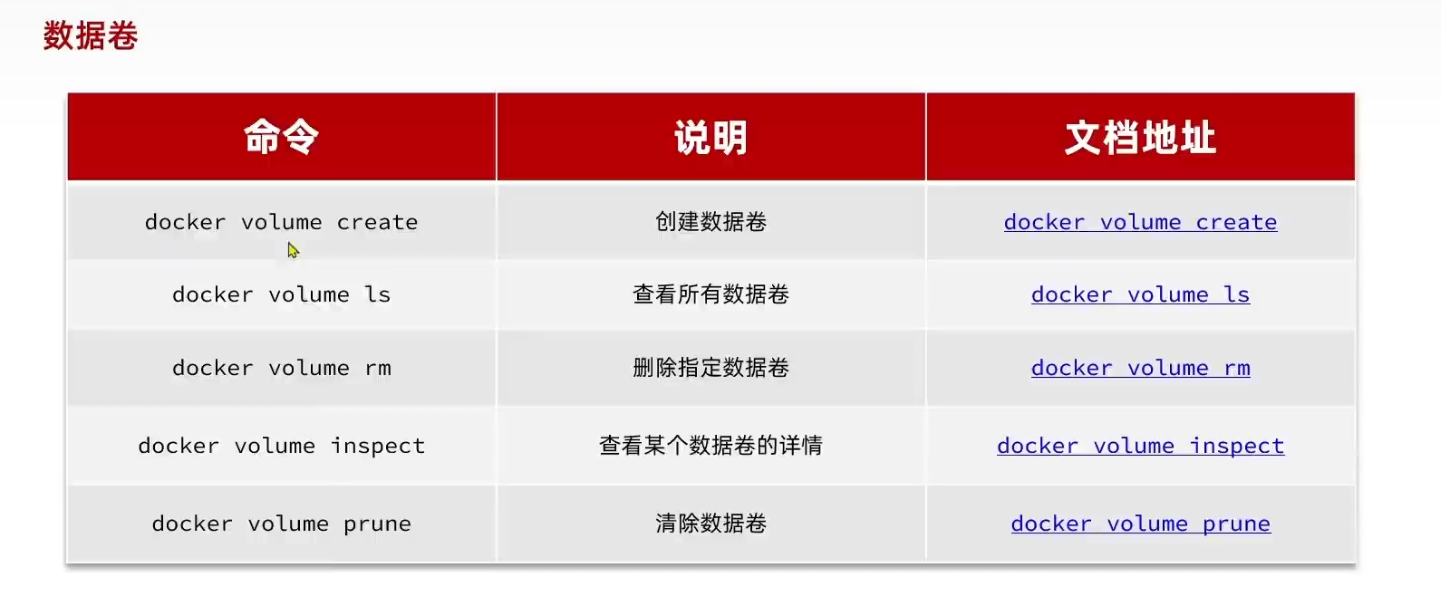 数据卷
命令 说明 文档地址
docker volume create 创建数据卷 docker volume create
docker volume ls 查看所有数据卷 docker volume ls
docker volume rm 删除指定数据卷 docker volume rm
docker volume inspect 查看某个数据卷的详情 docker volume inspect
docker volume prune 清除数据卷 docker volume prune